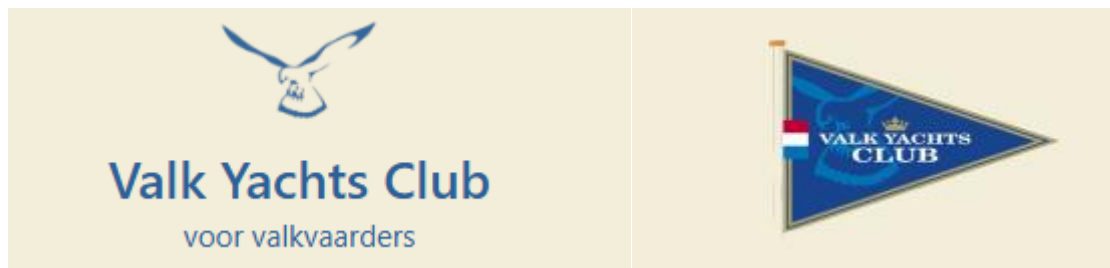 Valk Yachts Club
voor valkvaarders
VALK YACHTS
CLUB